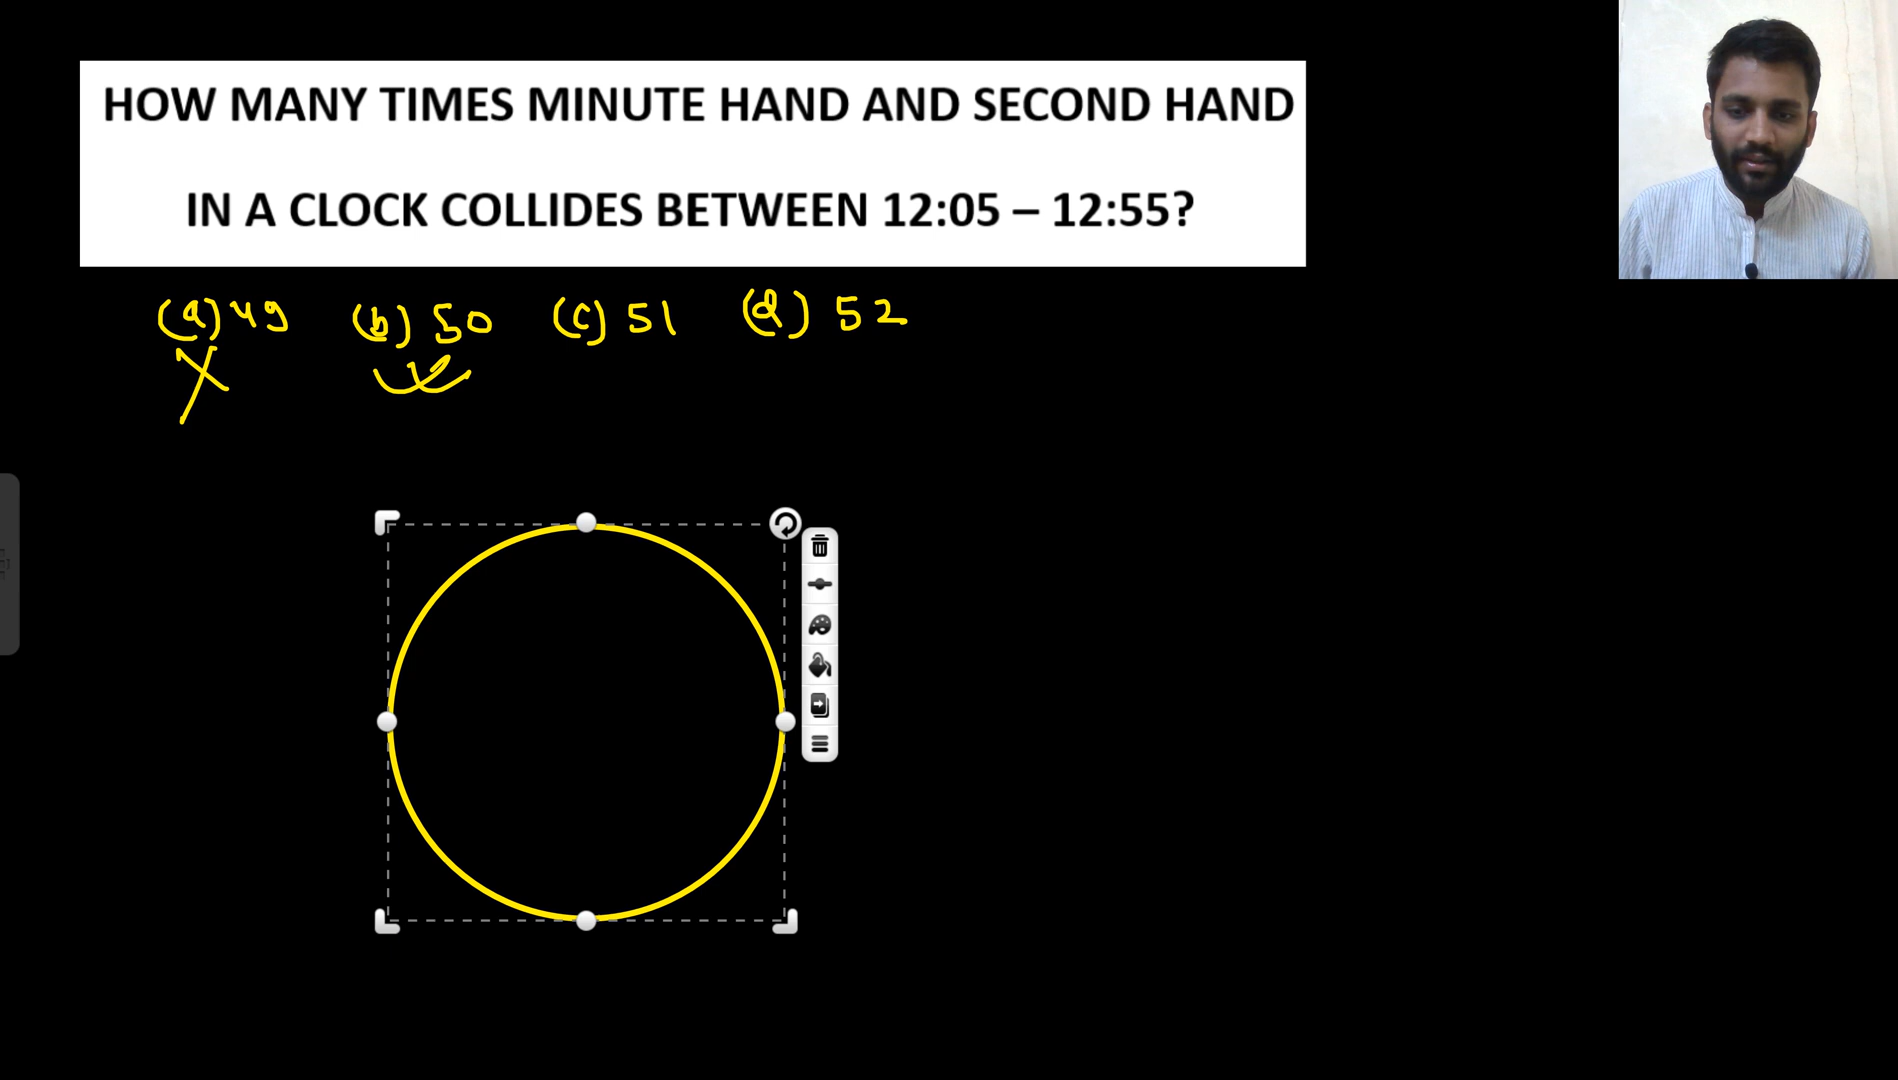 HOW MANY TIMES MINUTE HAND AND SECOND HAND
IN A CLOCK COLLIDES BETWEEN 12:05 – 12:55?
(a) 49 (b) 50 (c) 51 (d) 52